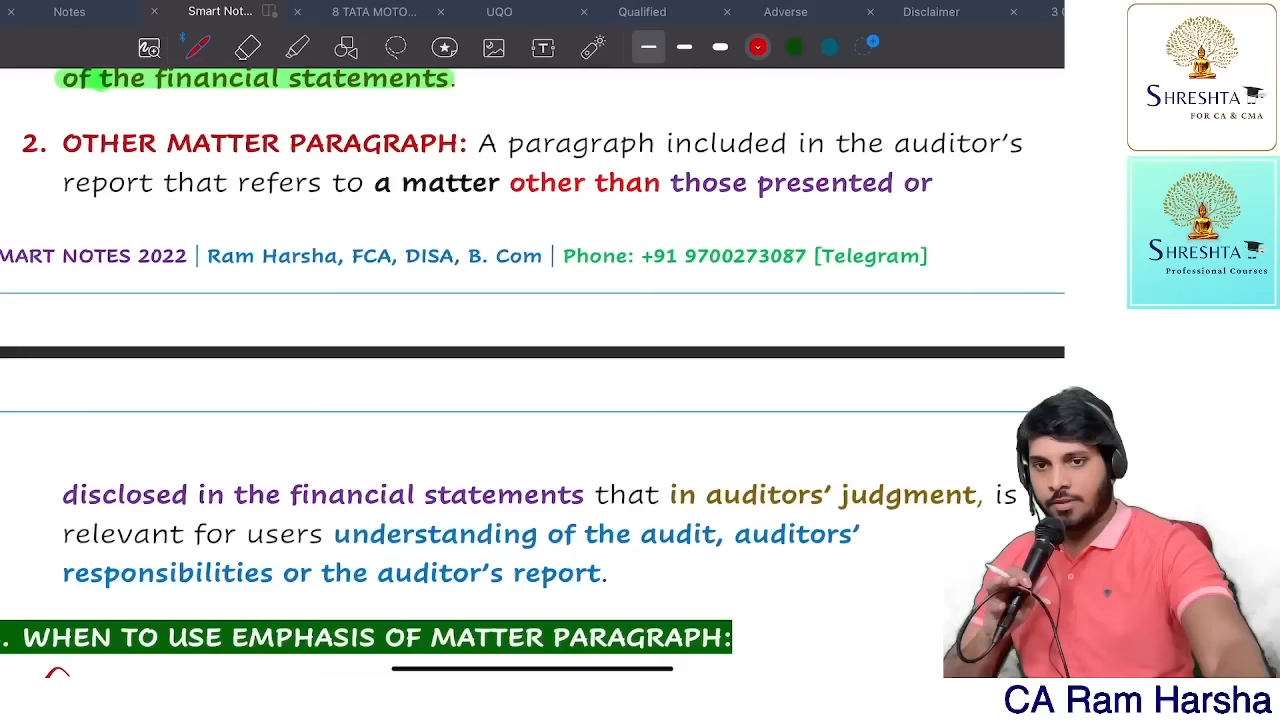 Notes
Smart Not...
8 TATA MOTO...
UQO
Qualified
Adverse
Disclaimer
of the financial statements.
2. OTHER MATTER PARAGRAPH: A paragraph included in the auditor's
report that refers to a matter other than those presented or
MART NOTES 2022 | Ram Harsha, FCA, DISA, B. Com | Phone: +91 9700273087 [Telegram]
disclosed in the financial statements that in auditors' judgment, is
relevant for users understanding of the audit, auditors'
responsibilities or the auditor's report.
. WHEN TO USE EMPHASIS OF MATTER PARAGRAPH:
SHRESHTA
FOR CA & CMA
SHRESHTA
Professional Courses
CA Ram Harsha